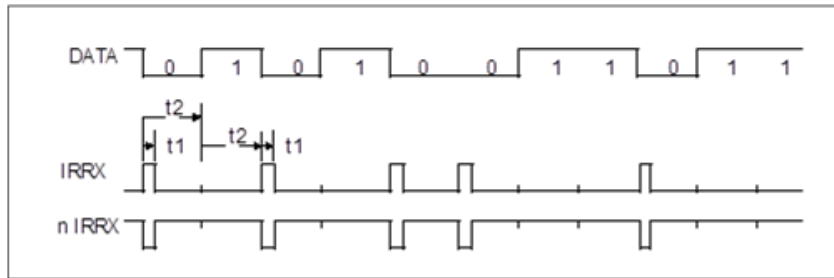 DATA 0 1 0 1 0 0 1 1 0 1 1
t2
t1 t2 t1
IRRX
n IRRX